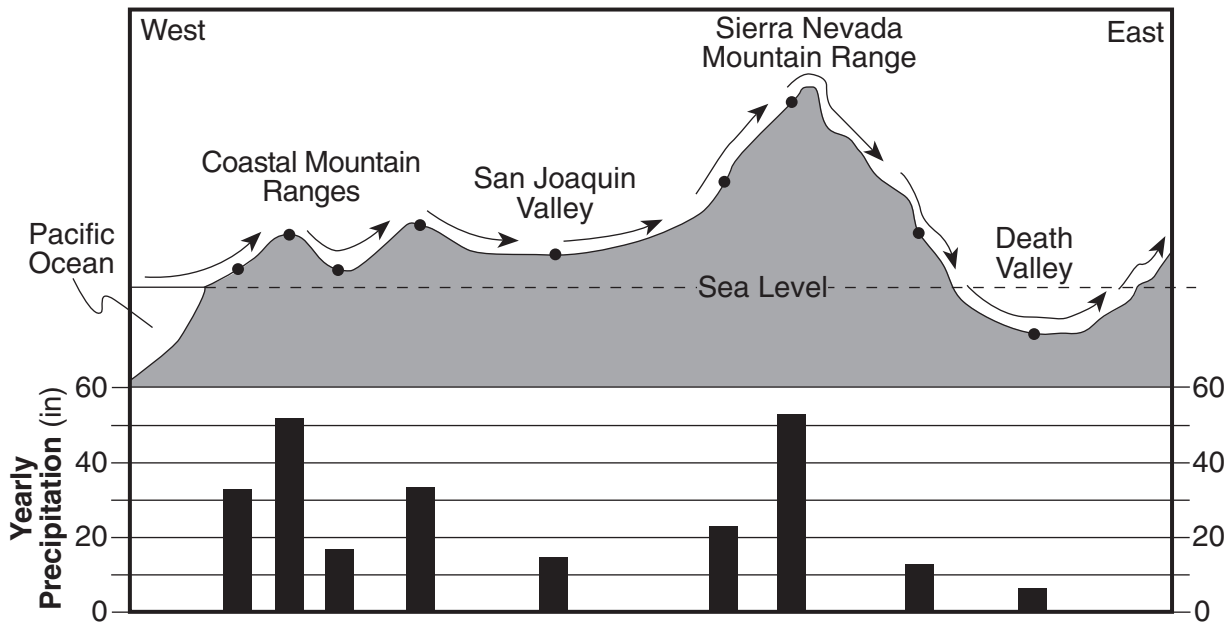 West
Sierra Nevada
Mountain Range
East
Coastal Mountain
Ranges
San Joaquin
Valley
Pacific
Ocean
Death
Valley
Sea Level
Yearly
Precipitation (in)
60
40
20
0
60
40
20
0